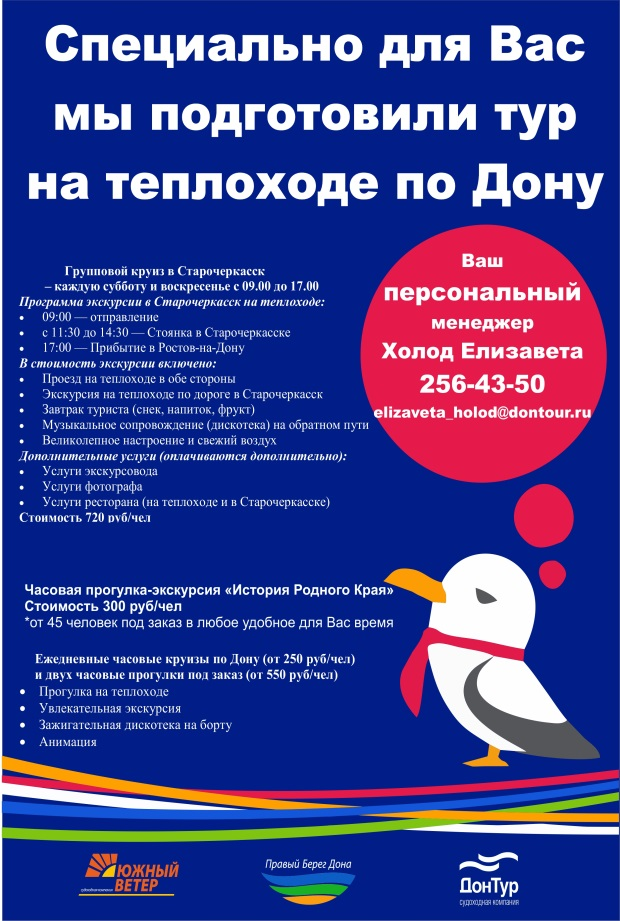 Специально для Вас
мы подготовили тур
на теплоходе по Дону
Групповой круиз в Старочеркасск
– каждую субботу и воскресенье с 09.00 до 17.00
Программа экскурсии в Старочеркасск на теплоходе:
• 09:00 — отправление
• с 11:30 до 14:30 — Стоянка в Старочеркасске
• 17:00 — Прибытие в Ростов-на-Дону
В стоимость экскурсии включено:
• Проезд на теплоходе в обе стороны
• Экскурсия на теплоходе по дороге в Старочеркасск
• Завтрак туриста (снек, напиток, фрукт)
• Музыкальное сопровождение (дискотека) на обратном пути
• Великолепное настроение и свежий воздух
Дополнительные услуги (оплачиваются дополнительно):
• Услуги экскурсовода
• Услуги фотографа
• Услуги ресторана (на теплоходе и в Старочеркасске)
Стоимость 720 руб/чел
Ваш
персональный
менеджер
Холод Елизавета
256-43-50
elizaveta_holod@dontour.ru
Часовая прогулка-экскурсия «История Родного Края»
Стоимость 300 руб/чел
*от 45 человек под заказ в любое удобное для Вас время
Ежедневные часовые круизы по Дону (от 250 руб/чел)
и двух часовые прогулки под заказ (от 550 руб/чел)
• Прогулка на теплоходе
• Увлекательная экскурсия
• Зажигательная дискотека на борту
• Анимация
ЮЖНЫЙ
ВЕТЕР
Правый Берег Дона
ДонТур
судоходная компания